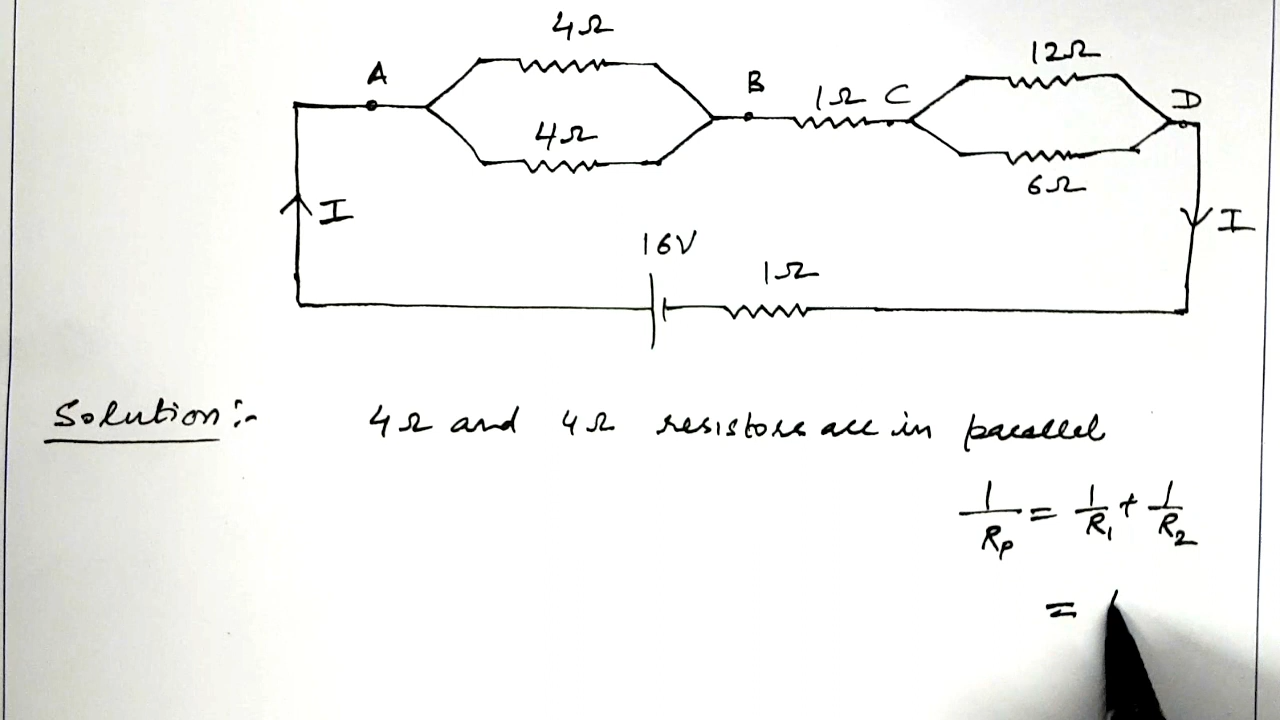 4Ω
A
4Ω
B
1Ω
C
12Ω
D
6Ω
I
I
16V
1Ω
Solution :- 4Ω and 4Ω resistors are in parallel
1/Rp = 1/R1 + 1/R2
=